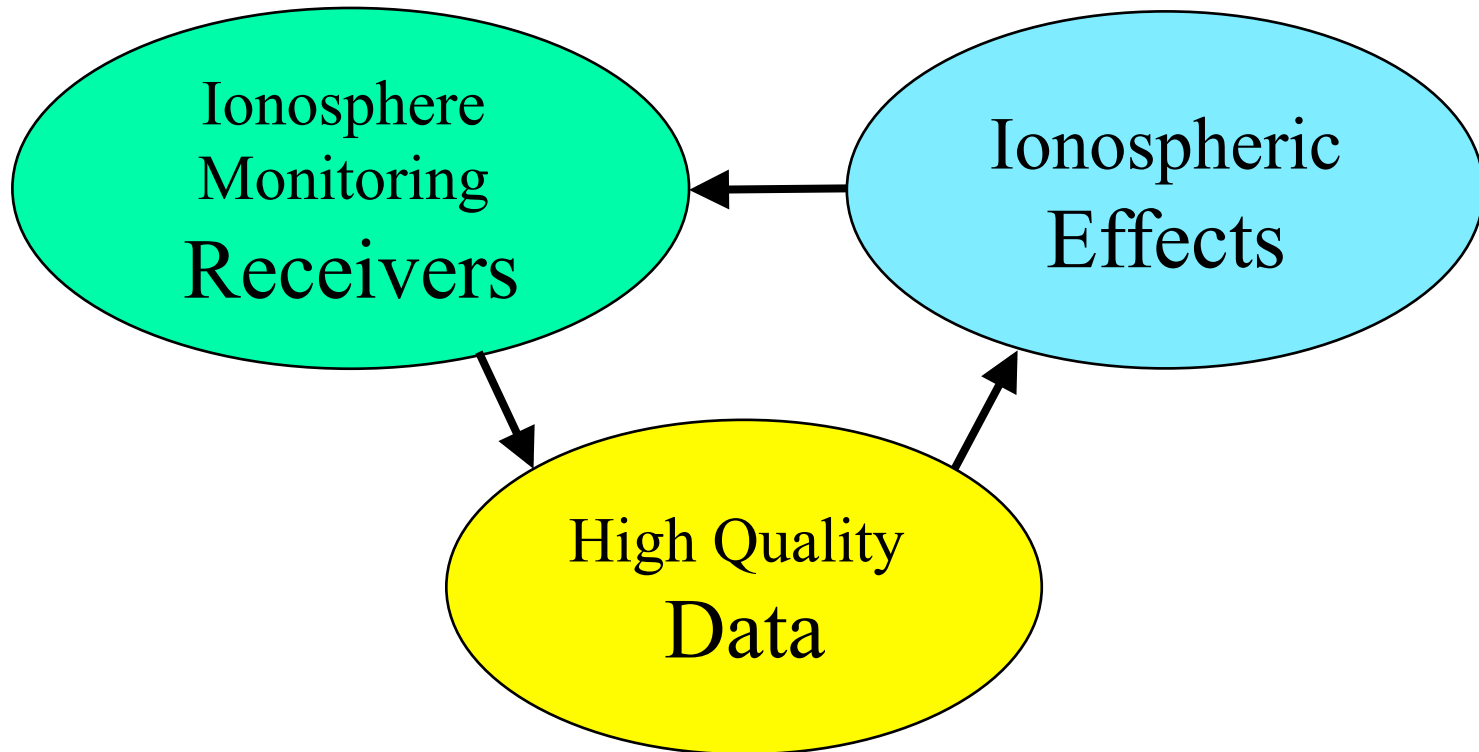 Ionosphere
Monitoring
Receivers
Ionospheric
Effects
High Quality
Data